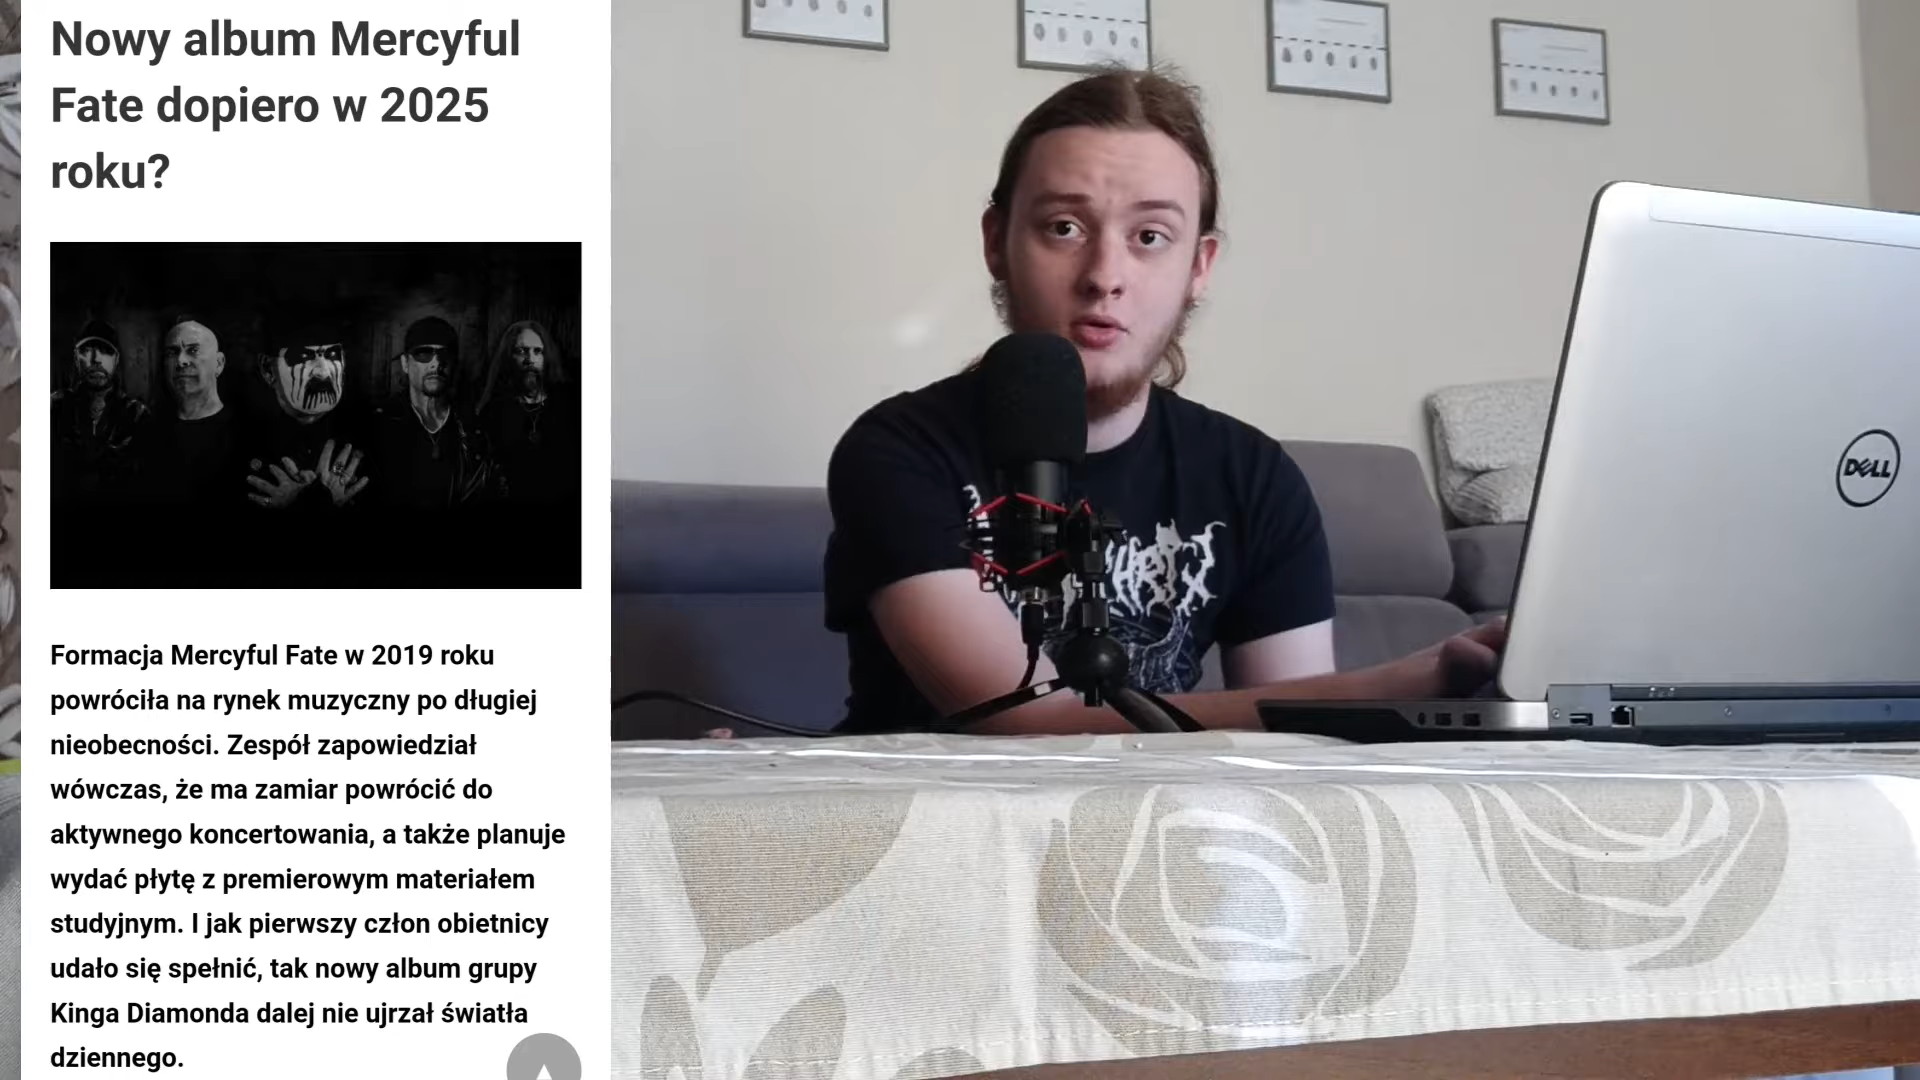 Nowy album Mercyful
Fate dopiero w 2025
roku?
Formacja Mercyful Fate w 2019 roku
powróciła na rynek muzyczny po długiej
nieobecności. Zespół zapowiedział
wówczas, że ma zamiar powrócić do
aktywnego koncertowania, a także planuje
wydać płytę z premierowym materiałem
studyjnym. I jak pierwszy człon obietnicy
udało się spełnić, tak nowy album grupy
Kinga Diamonda dalej nie ujrzał światła
dziennego.
DELL